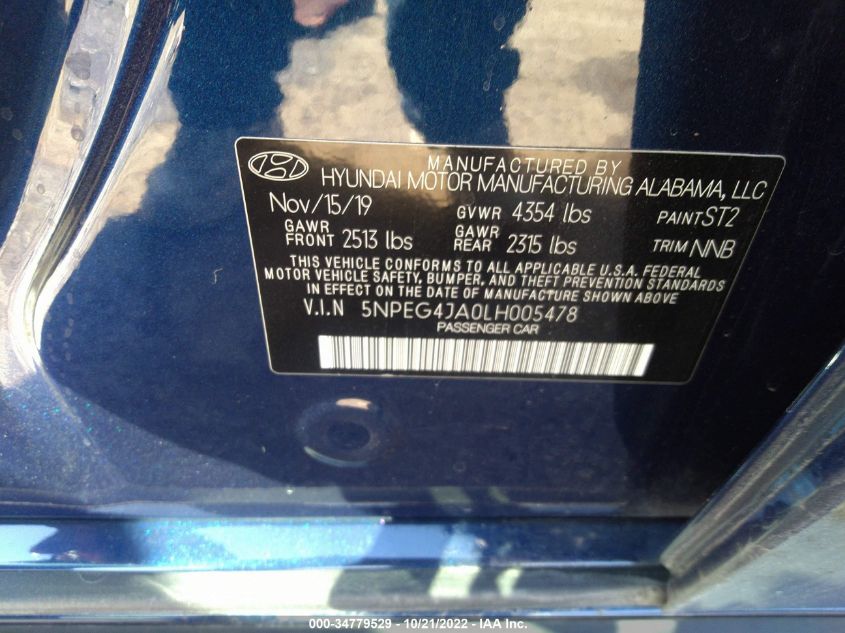 MANUFACTURED BY
HYUNDAI MOTOR MANUFACTURING ALABAMA, LLC
Nov/15/19 GVWR 4354 lbs PAINT ST2
GAWR FRONT 2513 lbs GAWR REAR 2315 lbs TRIM NNB
THIS VEHICLE CONFORMS TO ALL APPLICABLE U.S.A. FEDERAL
MOTOR VEHICLE SAFETY, BUMPER, AND THEFT PREVENTION STANDARDS
IN EFFECT ON THE DATE OF MANUFACTURE SHOWN ABOVE
V.I.N 5NPEG4JA0LH005478
PASSENGER CAR
000-34779529 - 10/21/2022 - IAA Inc.